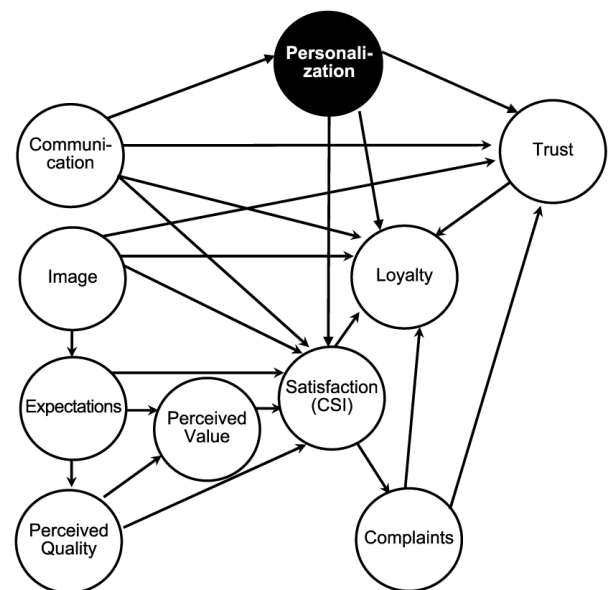 Personali-
zation
Communi-
cation
Trust
Image
Loyalty
Expectations
Perceived
Value
Satisfaction
(CSI)
Perceived
Quality
Complaints